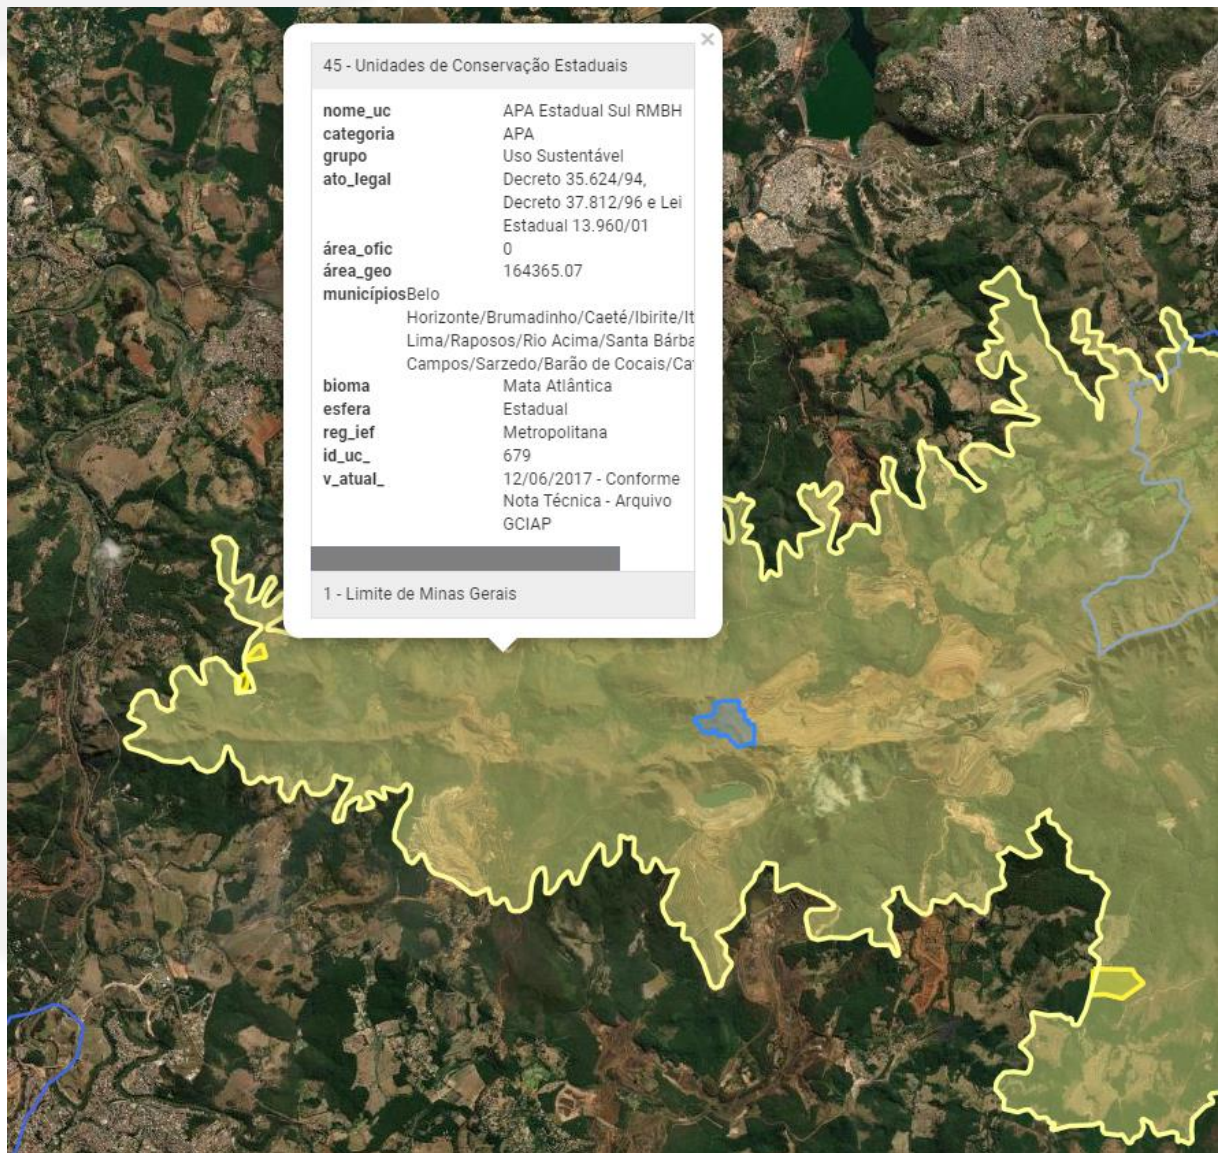 ×
45 - Unidades de Conservação Estaduais
nome_uc APA Estadual Sul RMBH
categoria APA
grupo Uso Sustentável
ato_legal Decreto 35.624/94,
Decreto 37.812/96 e Lei
Estadual 13.960/01
área_ofic 0
área_geo 164365.07
municípios Belo
Horizonte/Brumadinho/Caeté/Ibirite/It
Lima/Raposos/Rio Acima/Santa Bárba
Campos/Sarzedo/Barão de Cocais/Ca
bioma Mata Atlântica
esfera Estadual
reg_ief Metropolitana
id_uc_ 679
v_atual_ 12/06/2017 - Conforme
Nota Técnica - Arquivo
GCIAP
1 - Limite de Minas Gerais